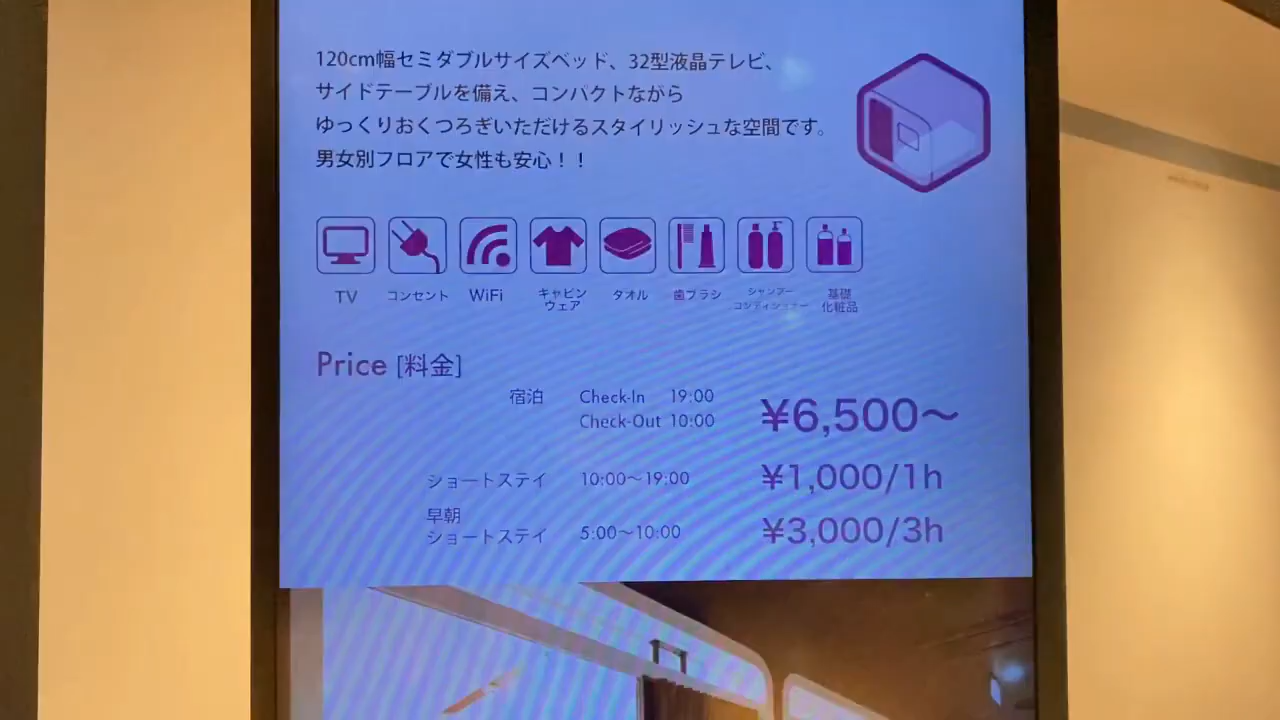 120cm幅セミダブルサイズベッド、32型液晶テレビ、
サイドテーブルを備え、コンパクトながら
ゆっくりおくつろぎいただけるスタイリッシュな空間です。
男女別フロアで女性も安心！！
TV
コンセント
WiFi
キャビン
ウェア
タオル
歯ブラシ
シャンプー
コンディショナー
基礎
化粧品
Price [料金]
宿泊 Check-In 19:00
Check-Out 10:00
¥6,500〜
ショートステイ 10:00〜19:00 ¥1,000/1h
早朝
ショートステイ 5:00〜10:00 ¥3,000/3h